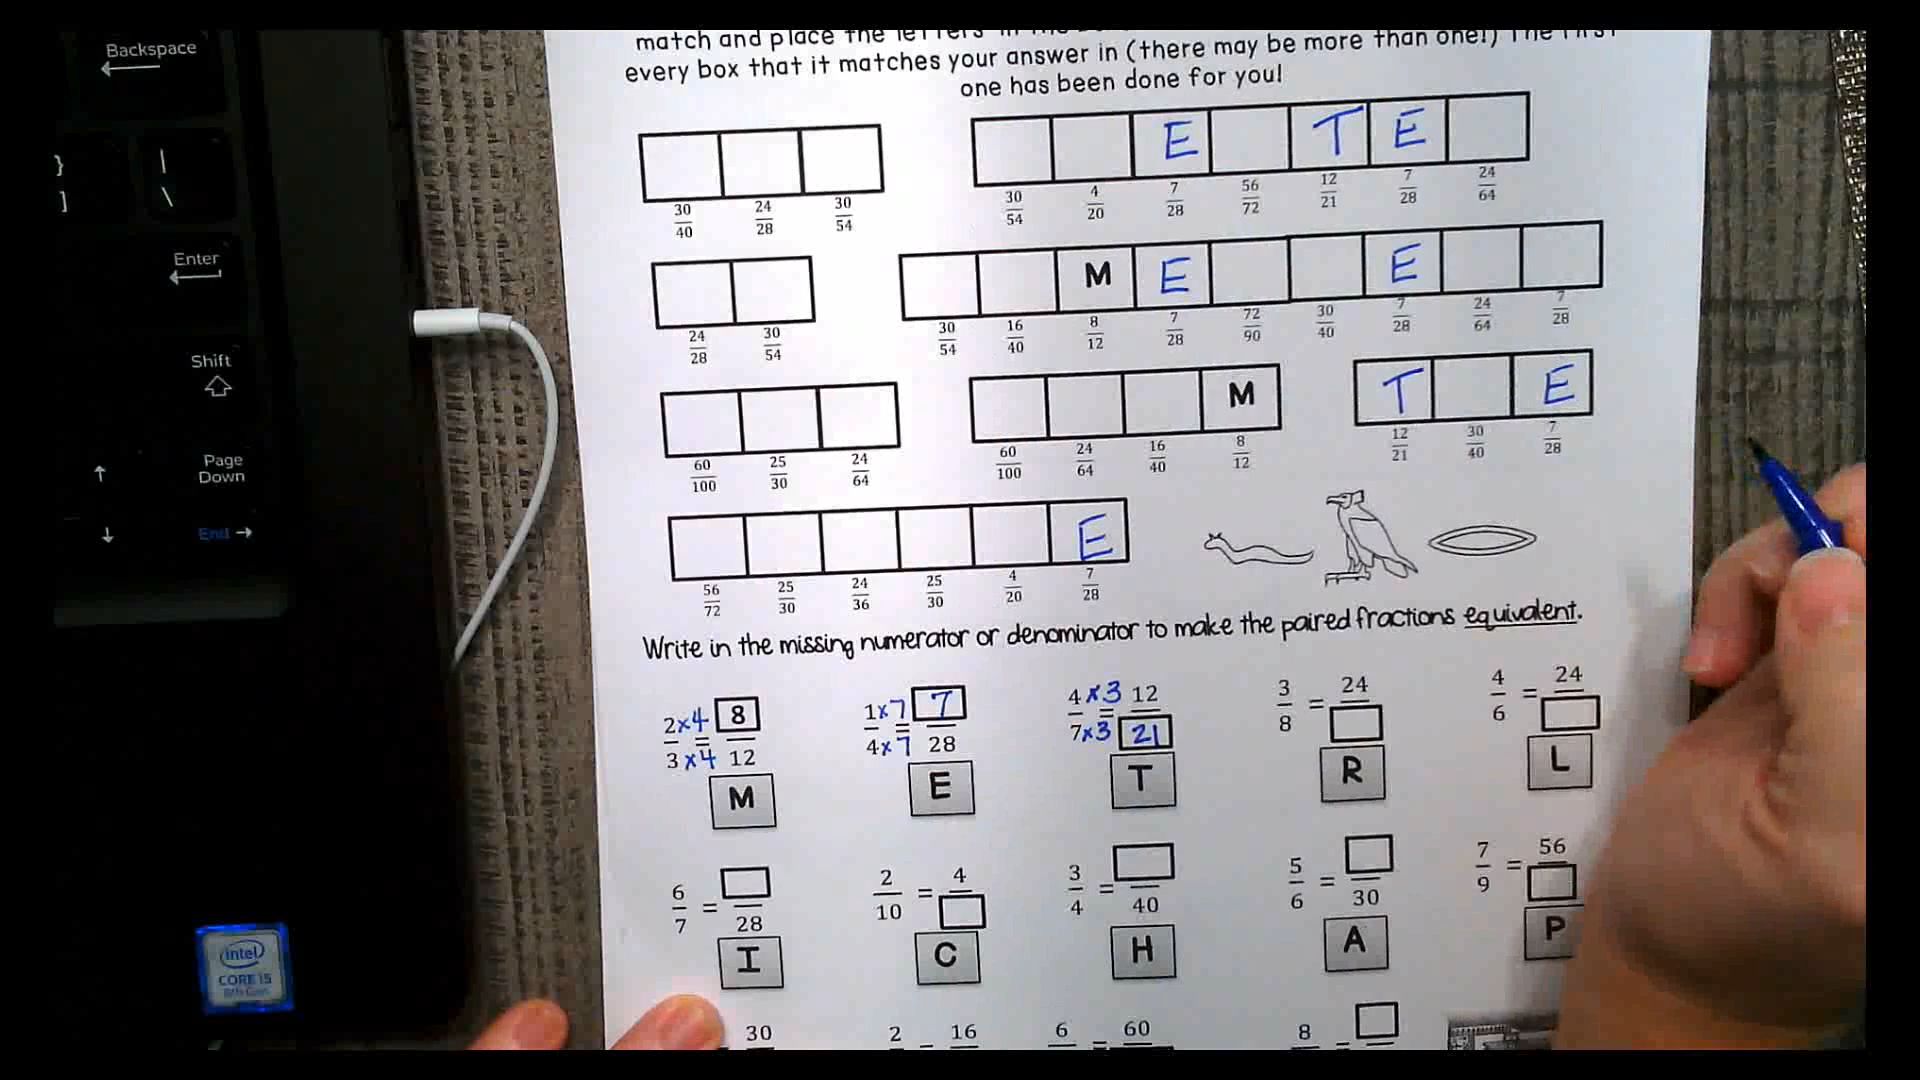 Backspace
match and place the letters in the
every box that it matches your answer in (there may be more than one!) The first
one has been done for you!
}
]
|
\
Enter
Shift
Page
Down
End
E T E
30/40 24/28 30/54
30/54 4/20 7/28 56/72 12/21 7/28 24/64
M E E
24/28 30/54
30/54 16/40 8/12 7/28 72/90 30/40 7/28 24/64 7/28
M
T E
60/100 25/30 24/64
60/100 24/64 16/40 8/12
12/21 30/40 7/28
E
56/72 25/30 24/36 25/30 4/20 7/28
Write in the missing numerator or denominator to make the paired fractions equivalent.
2×4/3×4 = 8/12 1×7/4×7 = 7/28 4×3/7×3 = 12/21 3/8 = 24/ 4/6 = 24/
M E T R L
6/7 = /28 2/10 = 4/ 3/4 = /40 5/6 = /30 7/9 = 56/
I C H A P
30 2 = 16 6 = 60 8 =
intel
CORE i5
8th Gen